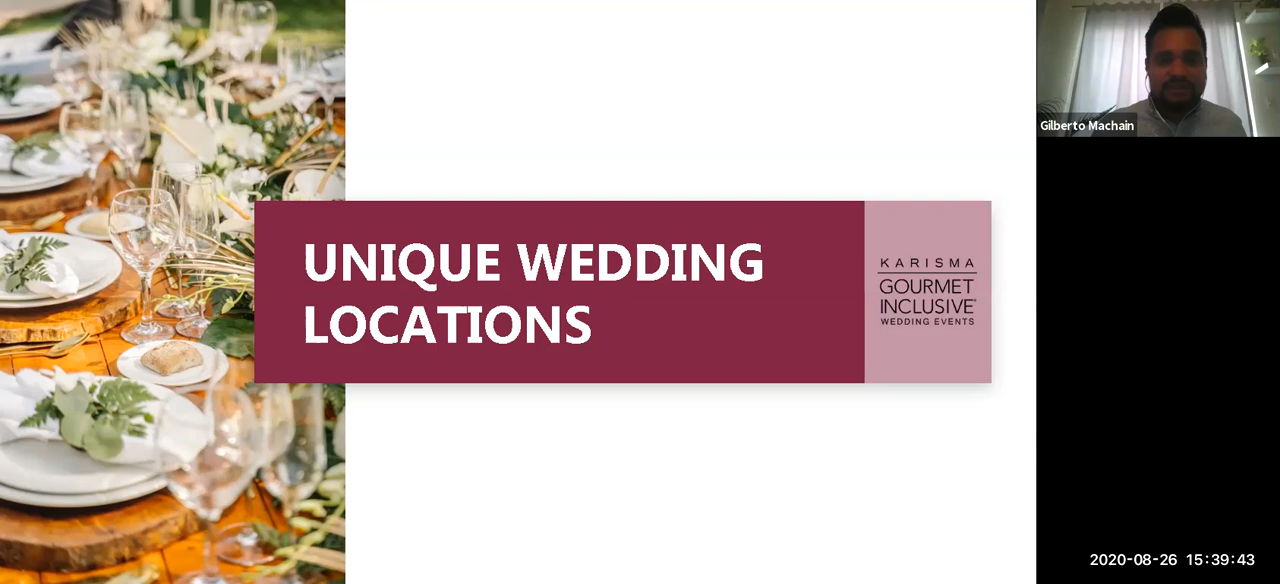 UNIQUE WEDDING
LOCATIONS
KARISMA
GOURMET
INCLUSIVE
WEDDING EVENTS
Gilberto Machain
2020-08-26 15:39:43